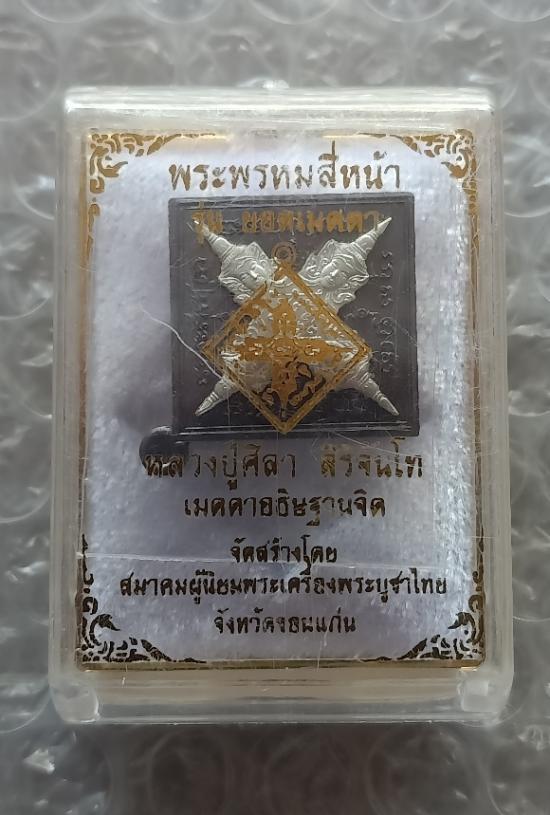 พระพรหมสี่หน้า
รุ่น ยอดเมตตา
หลวงปู่ศิลา สิริจันโท
เมตตาอธิษฐานจิต
จัดสร้างโดย
สมาคมผู้นิยมพระเครื่องพระบูชาไทย
จังหวัดขอนแก่น